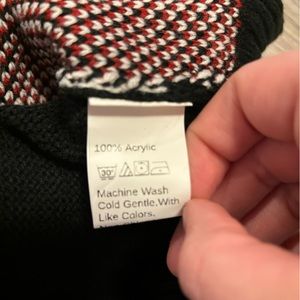 100% Acrylic
30°
Machine Wash
Cold Gentle,With
Like Colors.